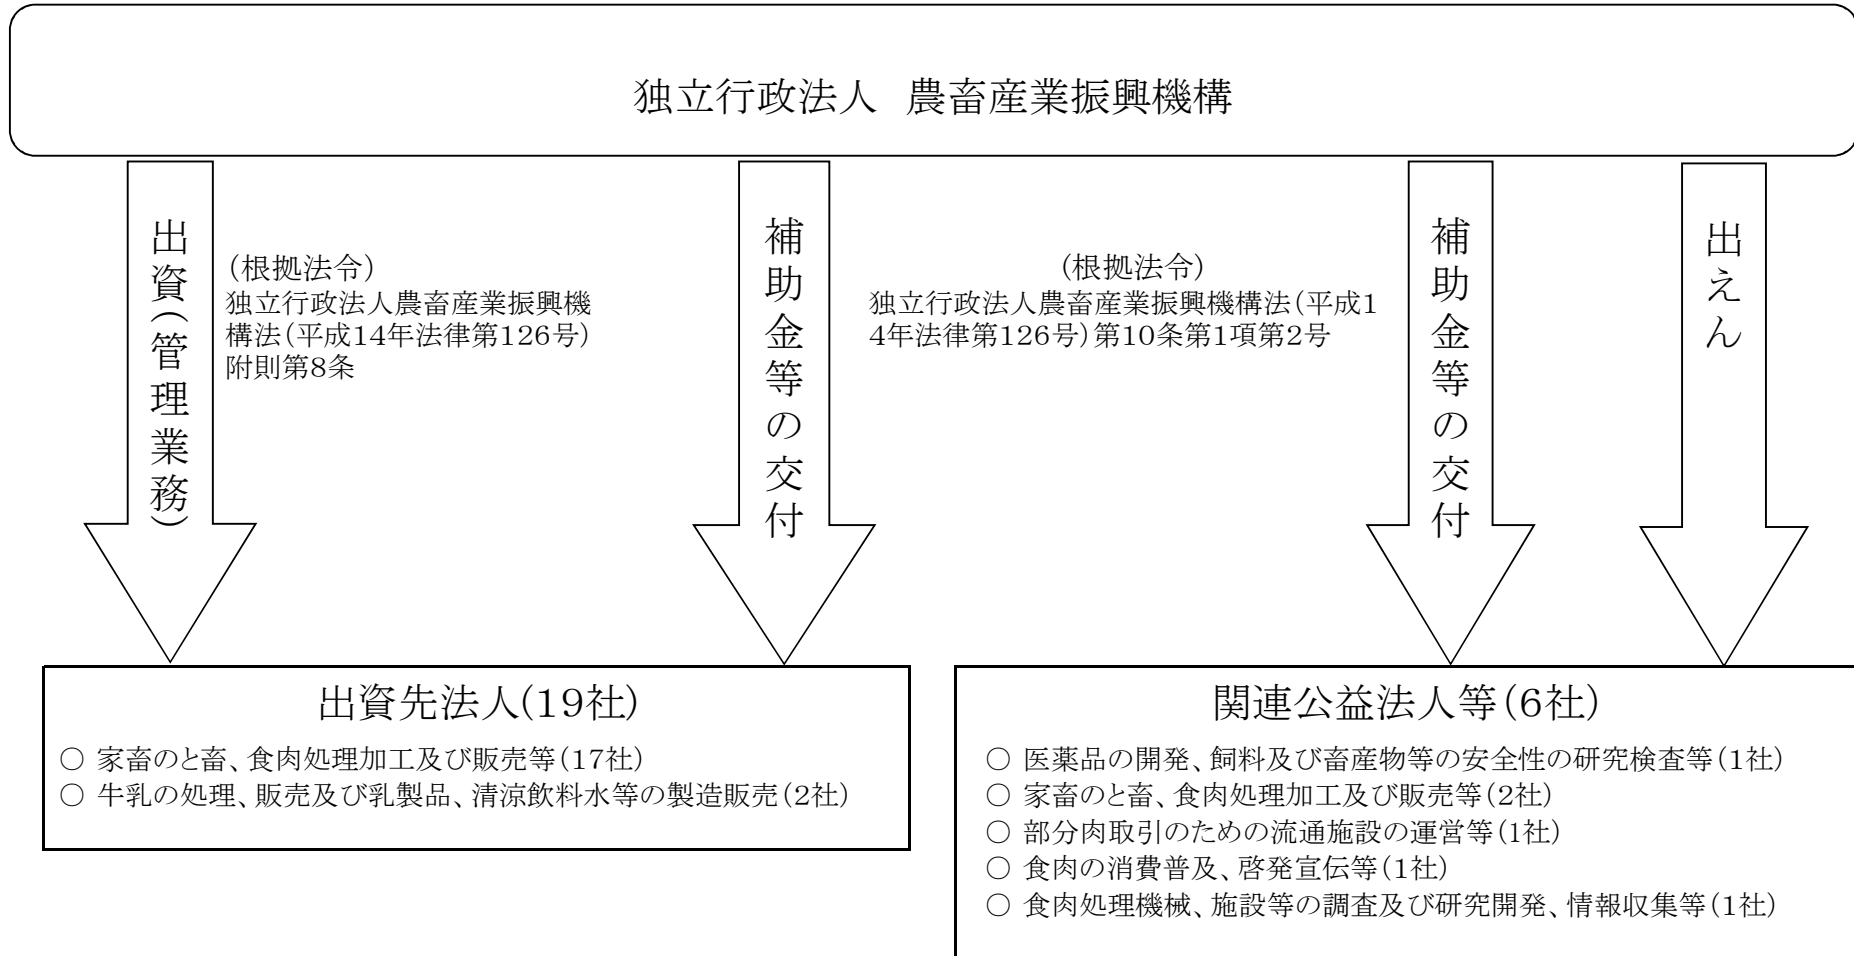 独立行政法人　農畜産業振興機構
出資（管理業務）
（根拠法令）
独立行政法人農畜産業振興機
構法（平成14年法律第126号）
附則第8条
補助金等の交付
（根拠法令）
独立行政法人農畜産業振興機構法（平成1
4年法律第126号）第10条第1項第2号
補助金等の交付
出えん
出資先法人(19社)
○ 家畜のと畜、食肉処理加工及び販売等（17社）
○ 牛乳の処理、販売及び乳製品、清涼飲料水等の製造販売（2社）
関連公益法人等（6社）
○ 医薬品の開発、飼料及び畜産物等の安全性の研究検査等（1社）
○ 家畜のと畜、食肉処理加工及び販売等（2社）
○ 部分肉取引のための流通施設の運営等（1社）
○ 食肉の消費普及、啓発宣伝等（1社）
○ 食肉処理機械、施設等の調査及び研究開発、情報収集等（1社）